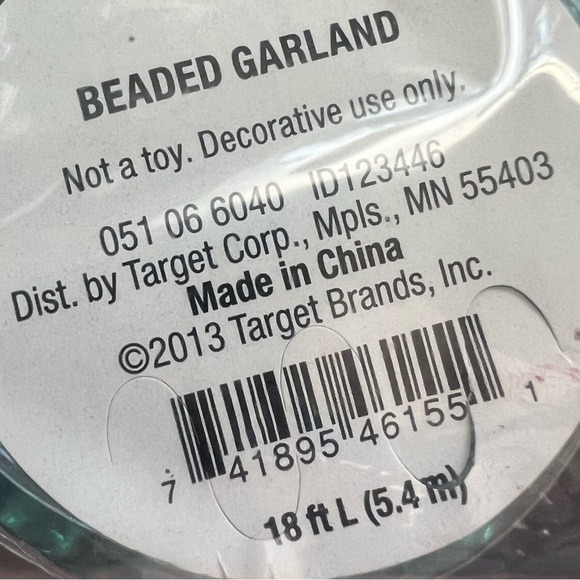 BEADED GARLAND
Not a toy. Decorative use only.
051 06 6040 ID123446
Dist. by Target Corp., Mpls., MN 55403
Made in China
©2013 Target Brands, Inc.
7 41895 46155 1
18 ft L (5.4 m)